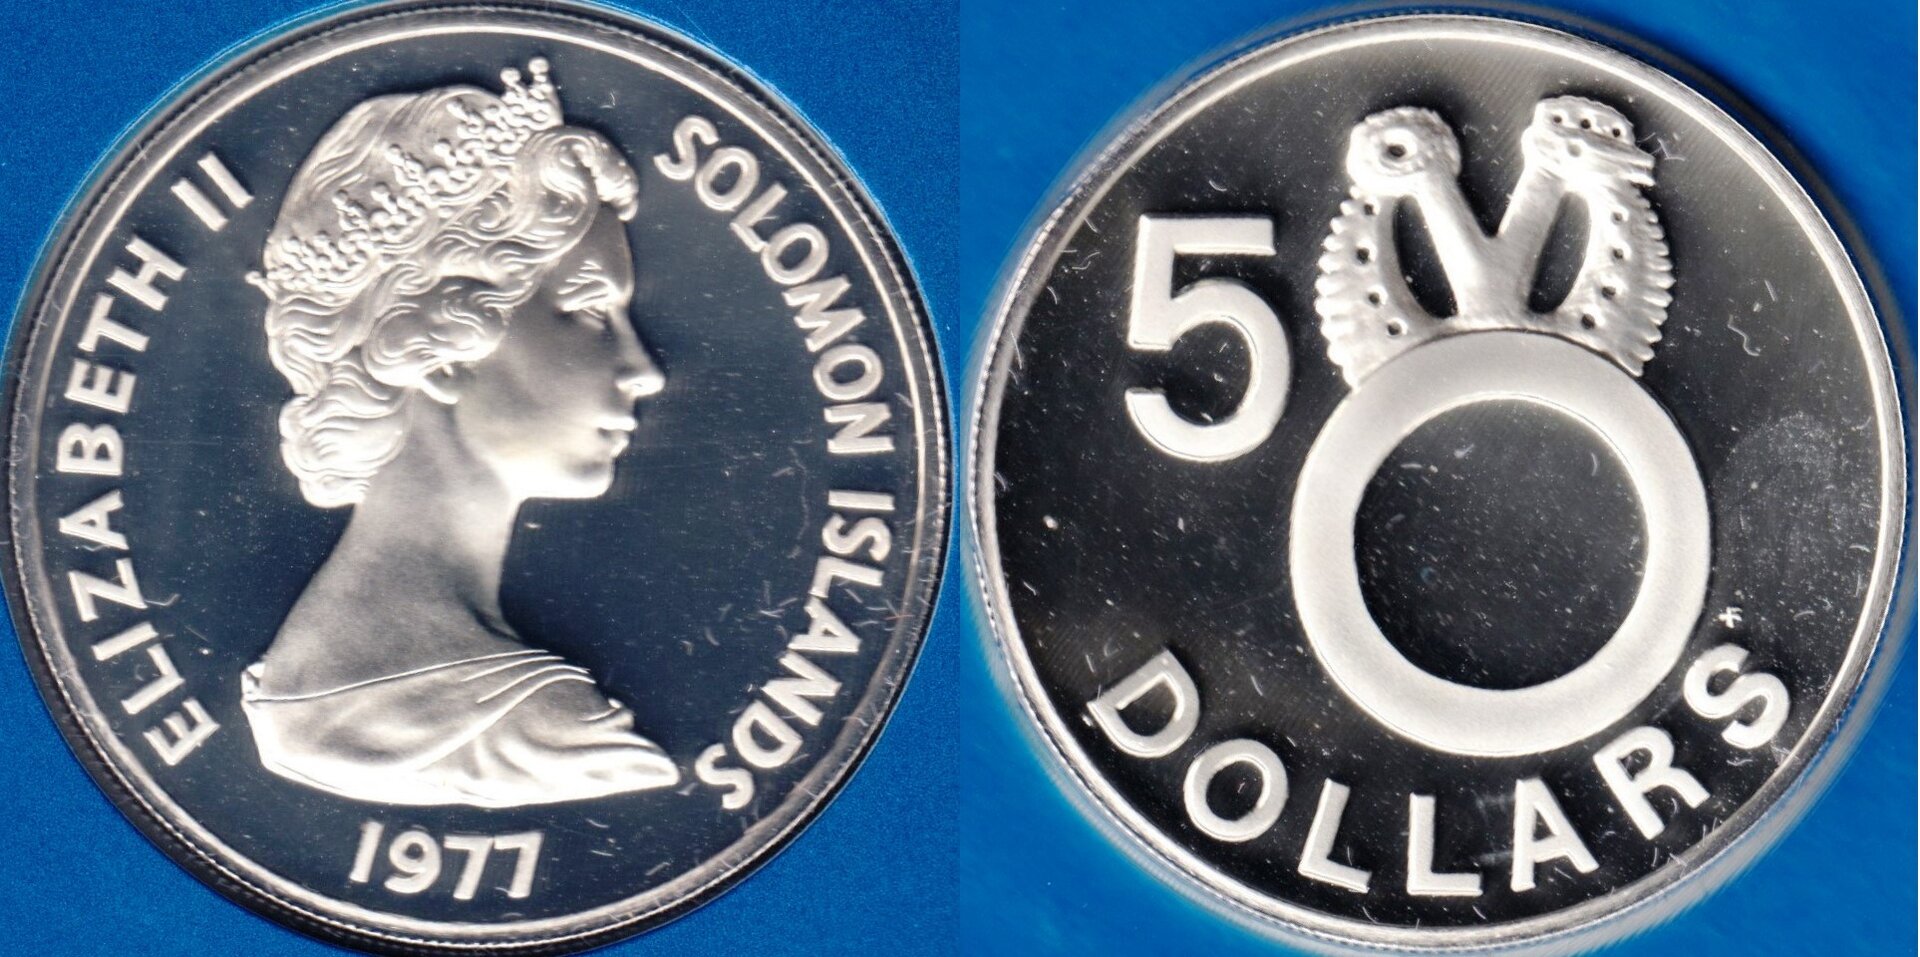 ELIZABETH II
SOLOMON ISLANDS
1977
5
DOLLARS